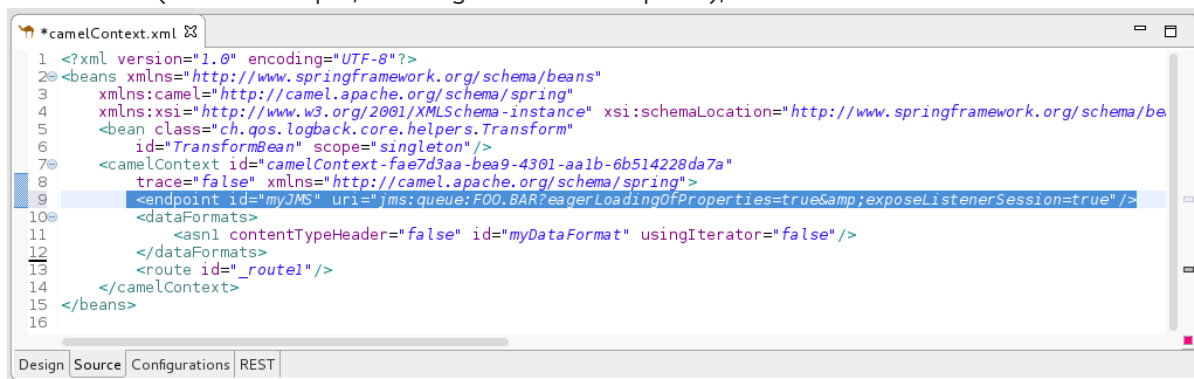 *camelContext.xml
1 <?xml version="1.0" encoding="UTF-8"?>
2 <beans xmlns="http://www.springframework.org/schema/beans"
3 xmlns:camel="http://camel.apache.org/schema/spring"
4 xmlns:xsi="http://www.w3.org/2001/XMLSchema-instance" xsi:schemaLocation="http://www.springframework.org/schema/be
5 <bean class="ch.qos.logback.core.helpers.Transform"
6 id="TransformBean" scope="singleton"/>
7 <camelContext id="camelContext-fae7d3aa-bea9-4301-aa1b-6b514228da7a"
8 trace="false" xmlns="http://camel.apache.org/schema/spring">
9 <endpoint id="myJMS" uri="jms:queue:FOO.BAR?eagerLoadingOfProperties=true&amp;exposeListenerSession=true"/>
10 <dataFormats>
11 <asn1 contentTypeHeader="false" id="myDataFormat" usingIterator="false"/>
12 </dataFormats>
13 <route id="_route1"/>
14 </camelContext>
15 </beans>
16
Design Source Configurations REST